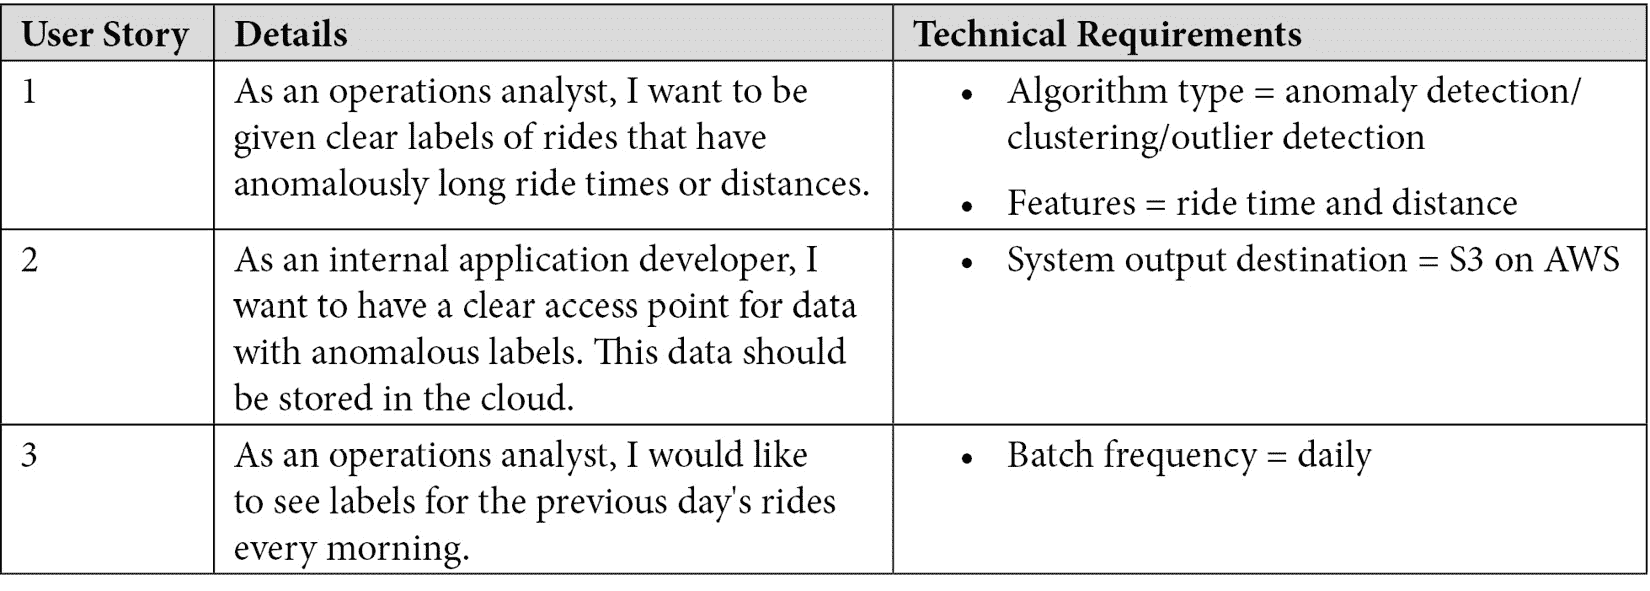 User Story Details Technical Requirements
1 As an operations analyst, I want to be • Algorithm type = anomaly detection/
given clear labels of rides that have clustering/outlier detection
anomalously long ride times or distances. • Features = ride time and distance
2 As an internal application developer, I • System output destination = S3 on AWS
want to have a clear access point for data
with anomalous labels. This data should
be stored in the cloud.
3 As an operations analyst, I would like • Batch frequency = daily
to see labels for the previous day's rides
every morning.